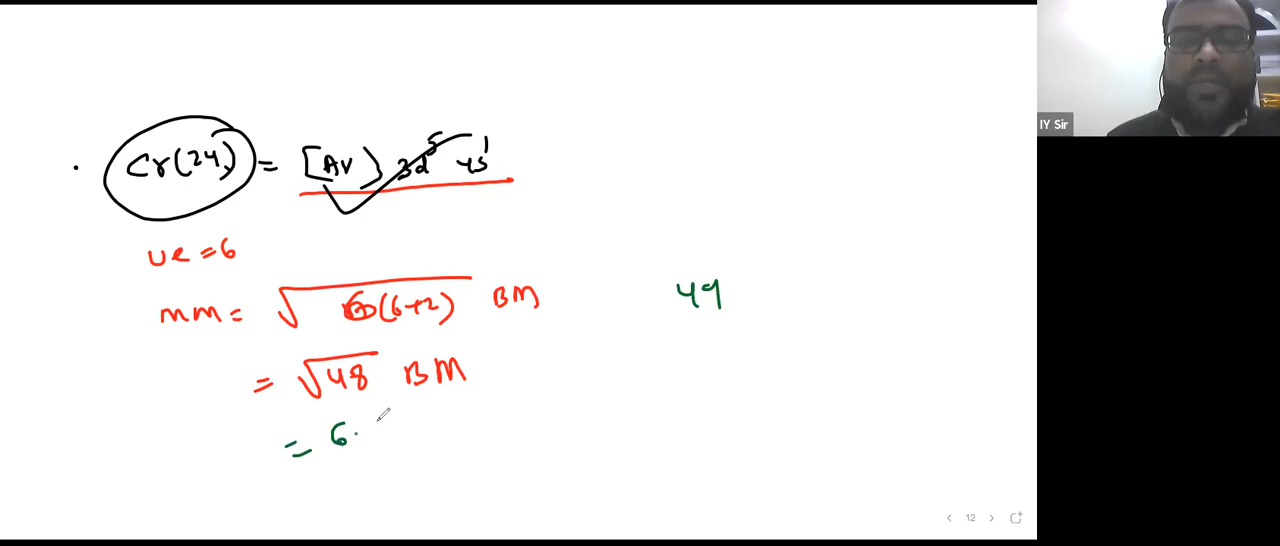 . Cr(24) = [Ar] 3d⁵ 4s¹
ue = 6
mm = √6(6+2) BM
49
= √48 BM
= 6.
IY Sir
12